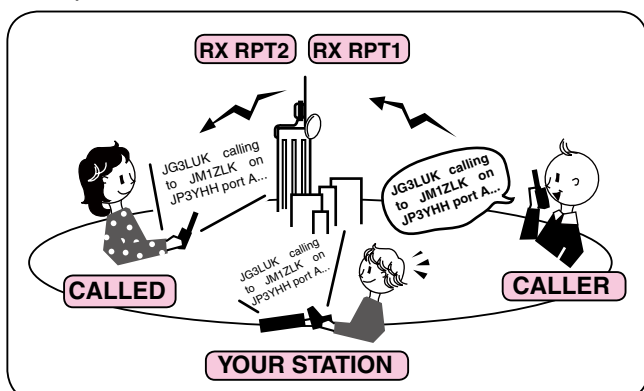 RX RPT2 RX RPT1
JG3LUK calling
to JM1ZLK on
JP3YHH port A...
JG3LUK calling
to JM1ZLK on
JP3YHH port A...
JG3LUK calling
to JM1ZLK on
JP3YHH port A...
CALLED
CALLER
YOUR STATION